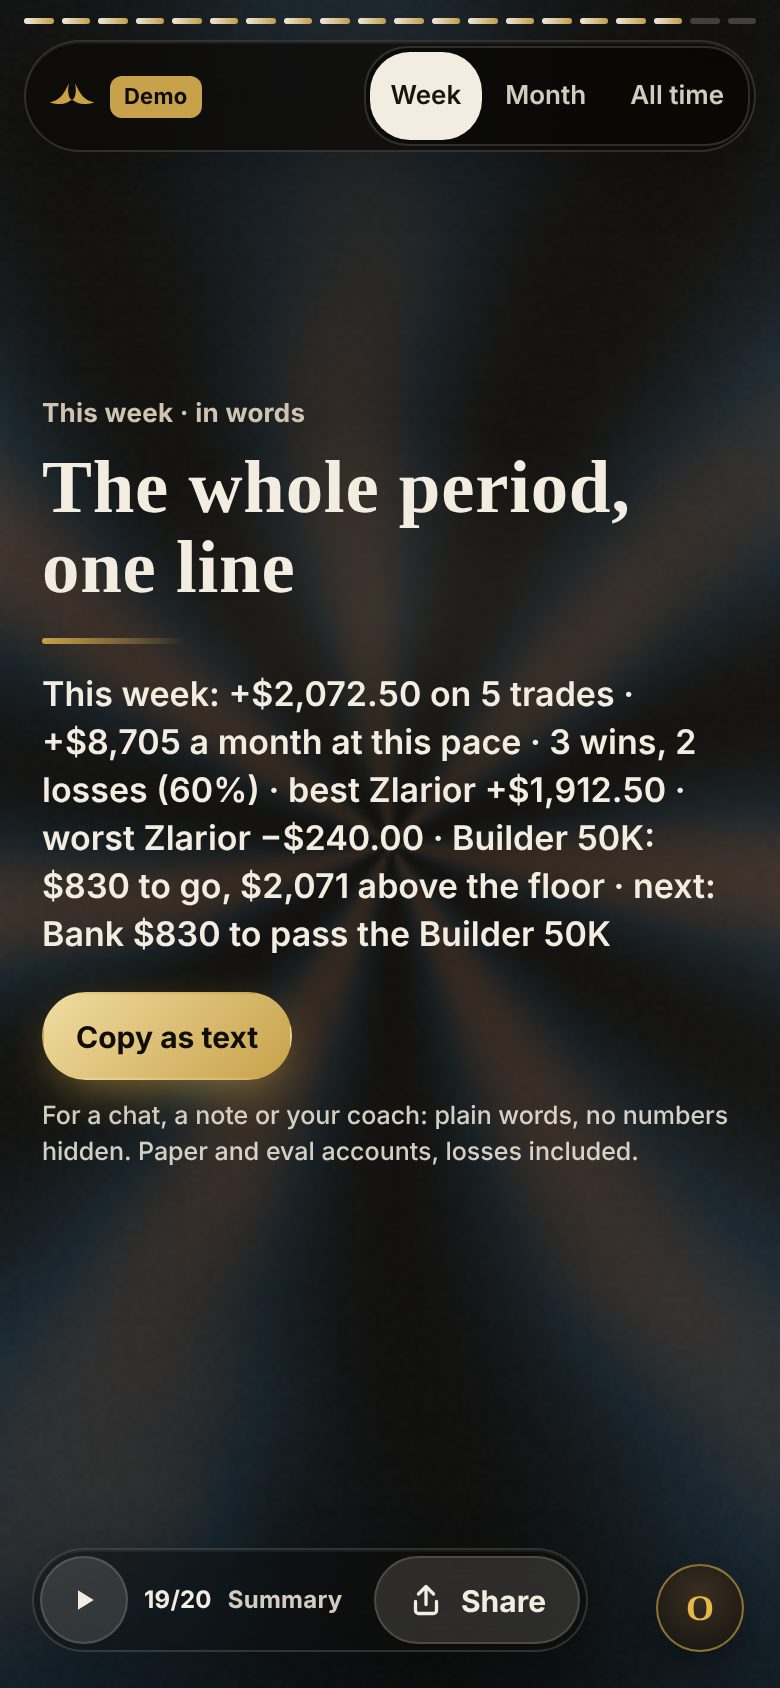 Demo
Week
Month
All time
This week · in words
The whole period,
one line
This week: +$2,072.50 on 5 trades ·
+$8,705 a month at this pace · 3 wins, 2
losses (60%) · best Zlarior +$1,912.50 ·
worst Zlarior −$240.00 · Builder 50K:
$830 to go, $2,071 above the floor · next:
Bank $830 to pass the Builder 50K
Copy as text
For a chat, a note or your coach: plain words, no numbers
hidden. Paper and eval accounts, losses included.
19/20 Summary
Share
O